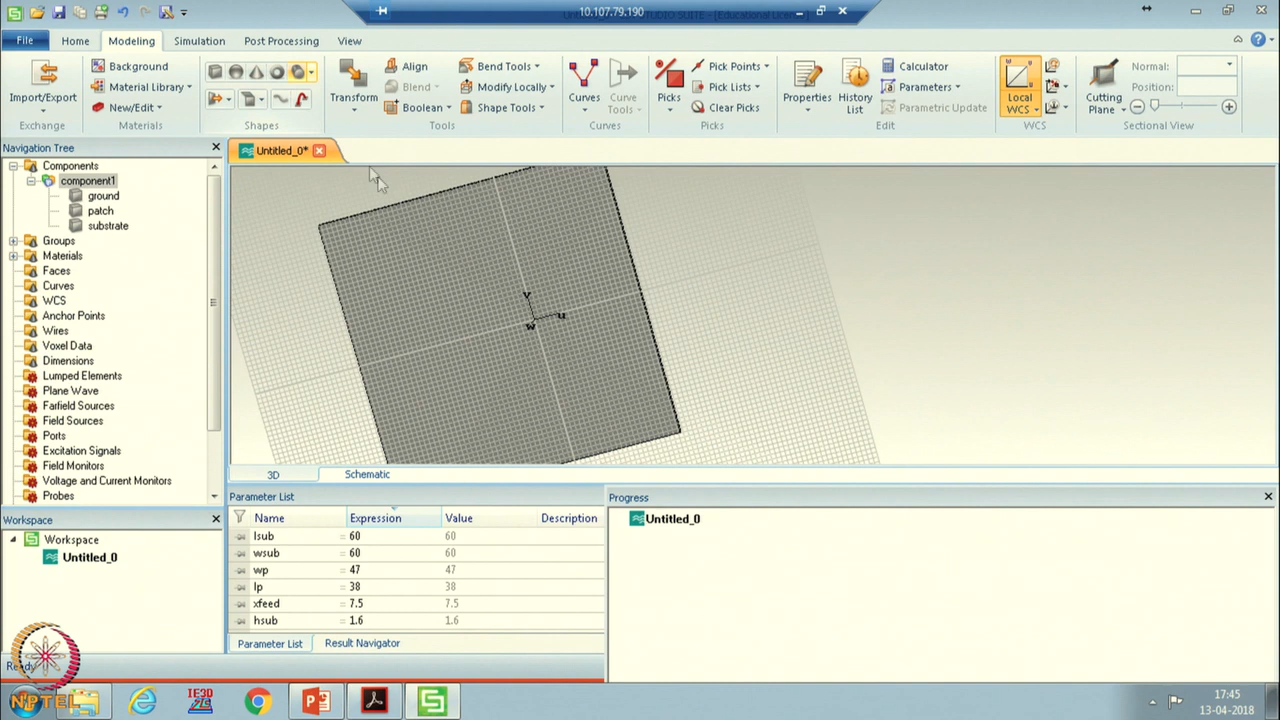 10.107.79.190
File Home Modeling Simulation Post Processing View
Import/Export
Exchange
Background
Material Library
New/Edit
Materials
Shapes
Transform
Align
Blend
Boolean
Bend Tools
Modify Locally
Shape Tools
Tools
Curves
Curve Tools
Curves
Picks
Pick Points
Pick Lists
Clear Picks
Picks
Properties
History List
Calculator
Parameters
Parametric Update
Edit
Local WCS
WCS
Cutting Plane
Normal:
Position:
Sectional View
Navigation Tree
Components
component1
ground
patch
substrate
Groups
Materials
Faces
Curves
WCS
Anchor Points
Wires
Voxel Data
Dimensions
Lumped Elements
Plane Wave
Farfield Sources
Field Sources
Ports
Excitation Signals
Field Monitors
Voltage and Current Monitors
Probes
Untitled_0*
v
u
w
3D Schematic
Workspace
Workspace
Untitled_0
Parameter List
Name Expression Value Description
lsub = 60 60
wsub = 60 60
wp = 47 47
lp = 38 38
xfeed = 7.5 7.5
hsub = 1.6 1.6
Parameter List Result Navigator
Progress
Untitled_0
NPTEL
IE3D
17:45
13-04-2018